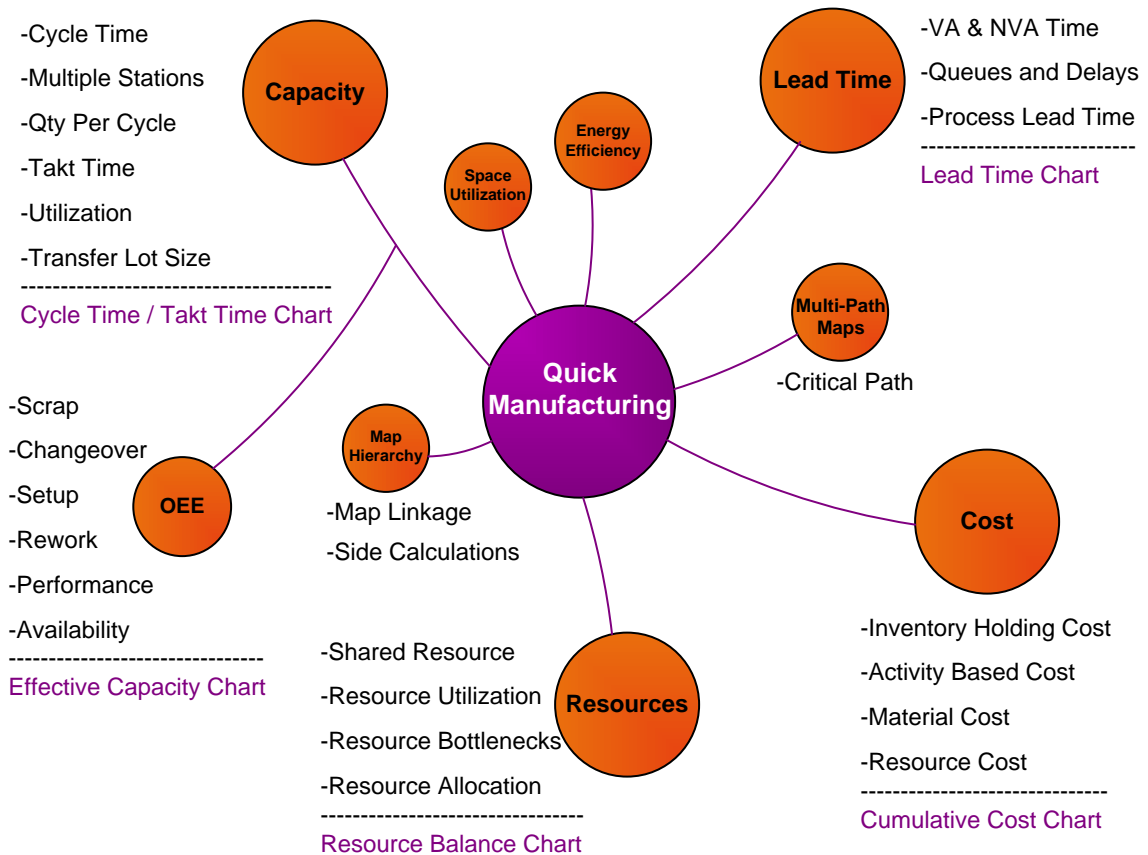 -Cycle Time
-Multiple Stations
-Qty Per Cycle
-Takt Time
-Utilization
-Transfer Lot Size
---------------------------------------
Cycle Time / Takt Time Chart
Capacity
Space
Utilization
Energy
Efficiency
Lead Time
-VA & NVA Time
-Queues and Delays
-Process Lead Time
---------------------------
Lead Time Chart
Multi-Path
Maps
-Critical Path
Quick
Manufacturing
Map
Hierarchy
-Map Linkage
-Side Calculations
-Scrap
-Changeover
-Setup
-Rework
-Performance
-Availability
--------------------------------
Effective Capacity Chart
OEE
-Shared Resource
-Resource Utilization
-Resource Bottlenecks
-Resource Allocation
---------------------------------
Resource Balance Chart
Resources
Cost
-Inventory Holding Cost
-Activity Based Cost
-Material Cost
-Resource Cost
-------------------------------
Cumulative Cost Chart